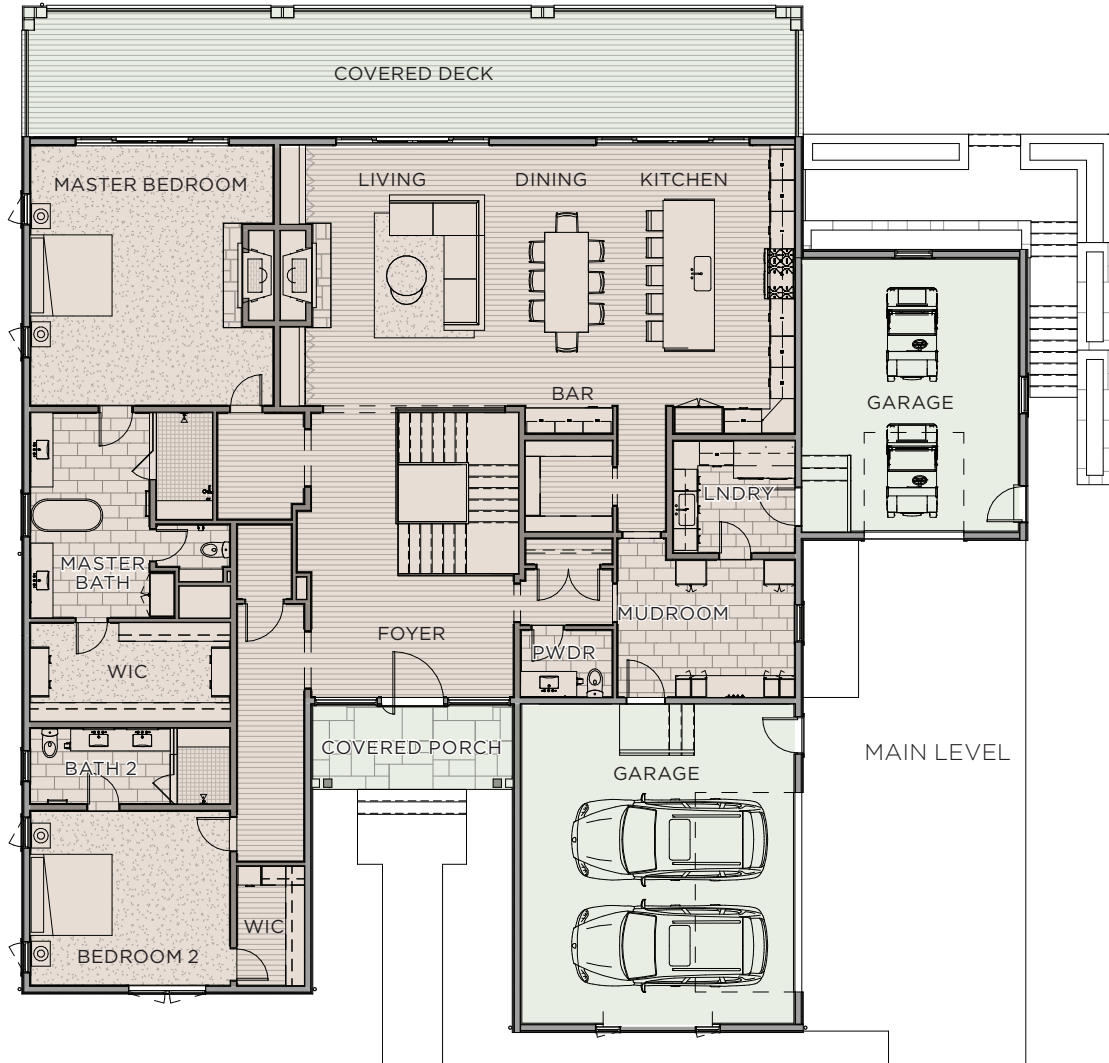 COVERED DECK
MASTER BEDROOM
LIVING
DINING
KITCHEN
BAR
GARAGE
LNDRY
MASTER
BATH
MUDROOM
FOYER
PWDR
WIC
COVERED PORCH
MAIN LEVEL
BATH 2
GARAGE
WIC
BEDROOM 2